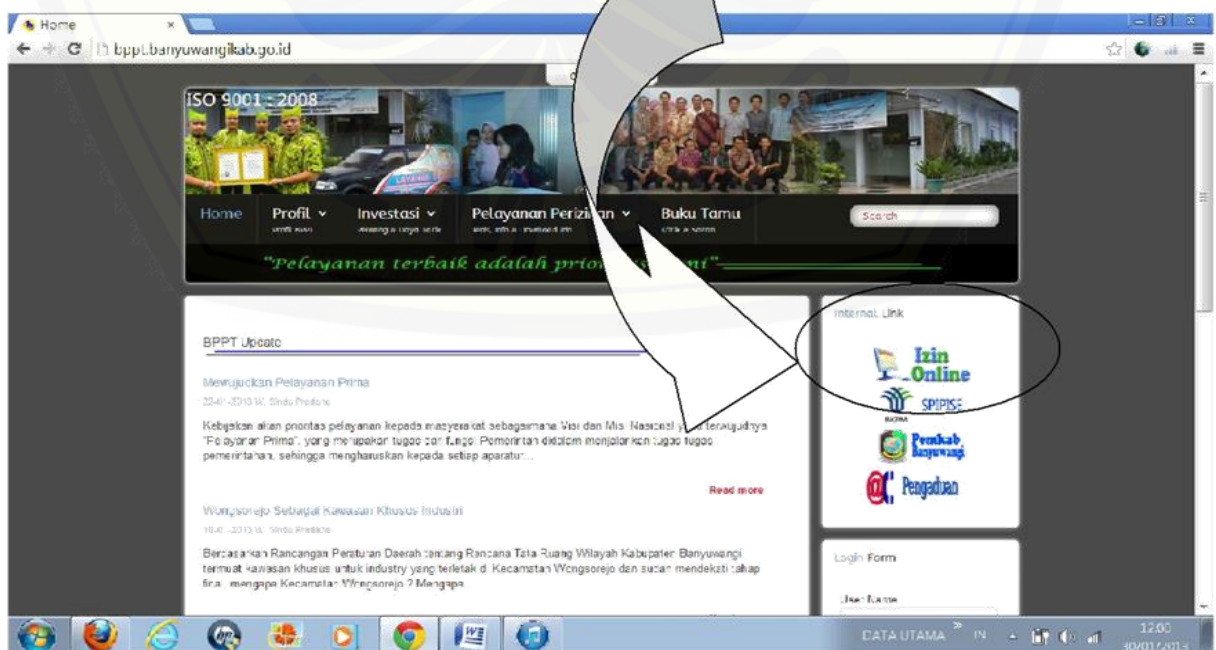 Home
bppt.banyuwangikab.go.id
ISO 9001 : 2008
Home Profil Investasi Pelayanan Perizinan Buku Tamu
Search
"Pelayanan terbaik adalah
BPPT Update
Mewujudkan Pelayanan Prima
Kebijakan akan prioritas pelayanan kepada masyarakat sebagaimana Visi dan Misi Nasional terwujudnya
"Pelayanan Prima", yang merupakan tugas dan fungsi Pemerintah didalam menjalankan tugas tugas
pemerintahan, sehingga mengharuskan kepada setiap aparatur...
Read more
Wongsorejo Sebagai Kawasan Khusus Industri
Berdasarkan Rancangan Peraturan Daerah tentang Rencana Tata Ruang Wilayah Kabupaten Banyuwangi
termuat kawasan khusus untuk industry yang terletak di Kecamatan Wongsorejo dan sudah mendekati tahap
final, mengapa Kecamatan Wongsorejo ? Mengapa
Internal Link
Izin
Online
SPIPISE
Pemkab
Banyuwangi
Pengaduan
Login Form
User Name
DATA UTAMA
IN
12:00
30/01/2013